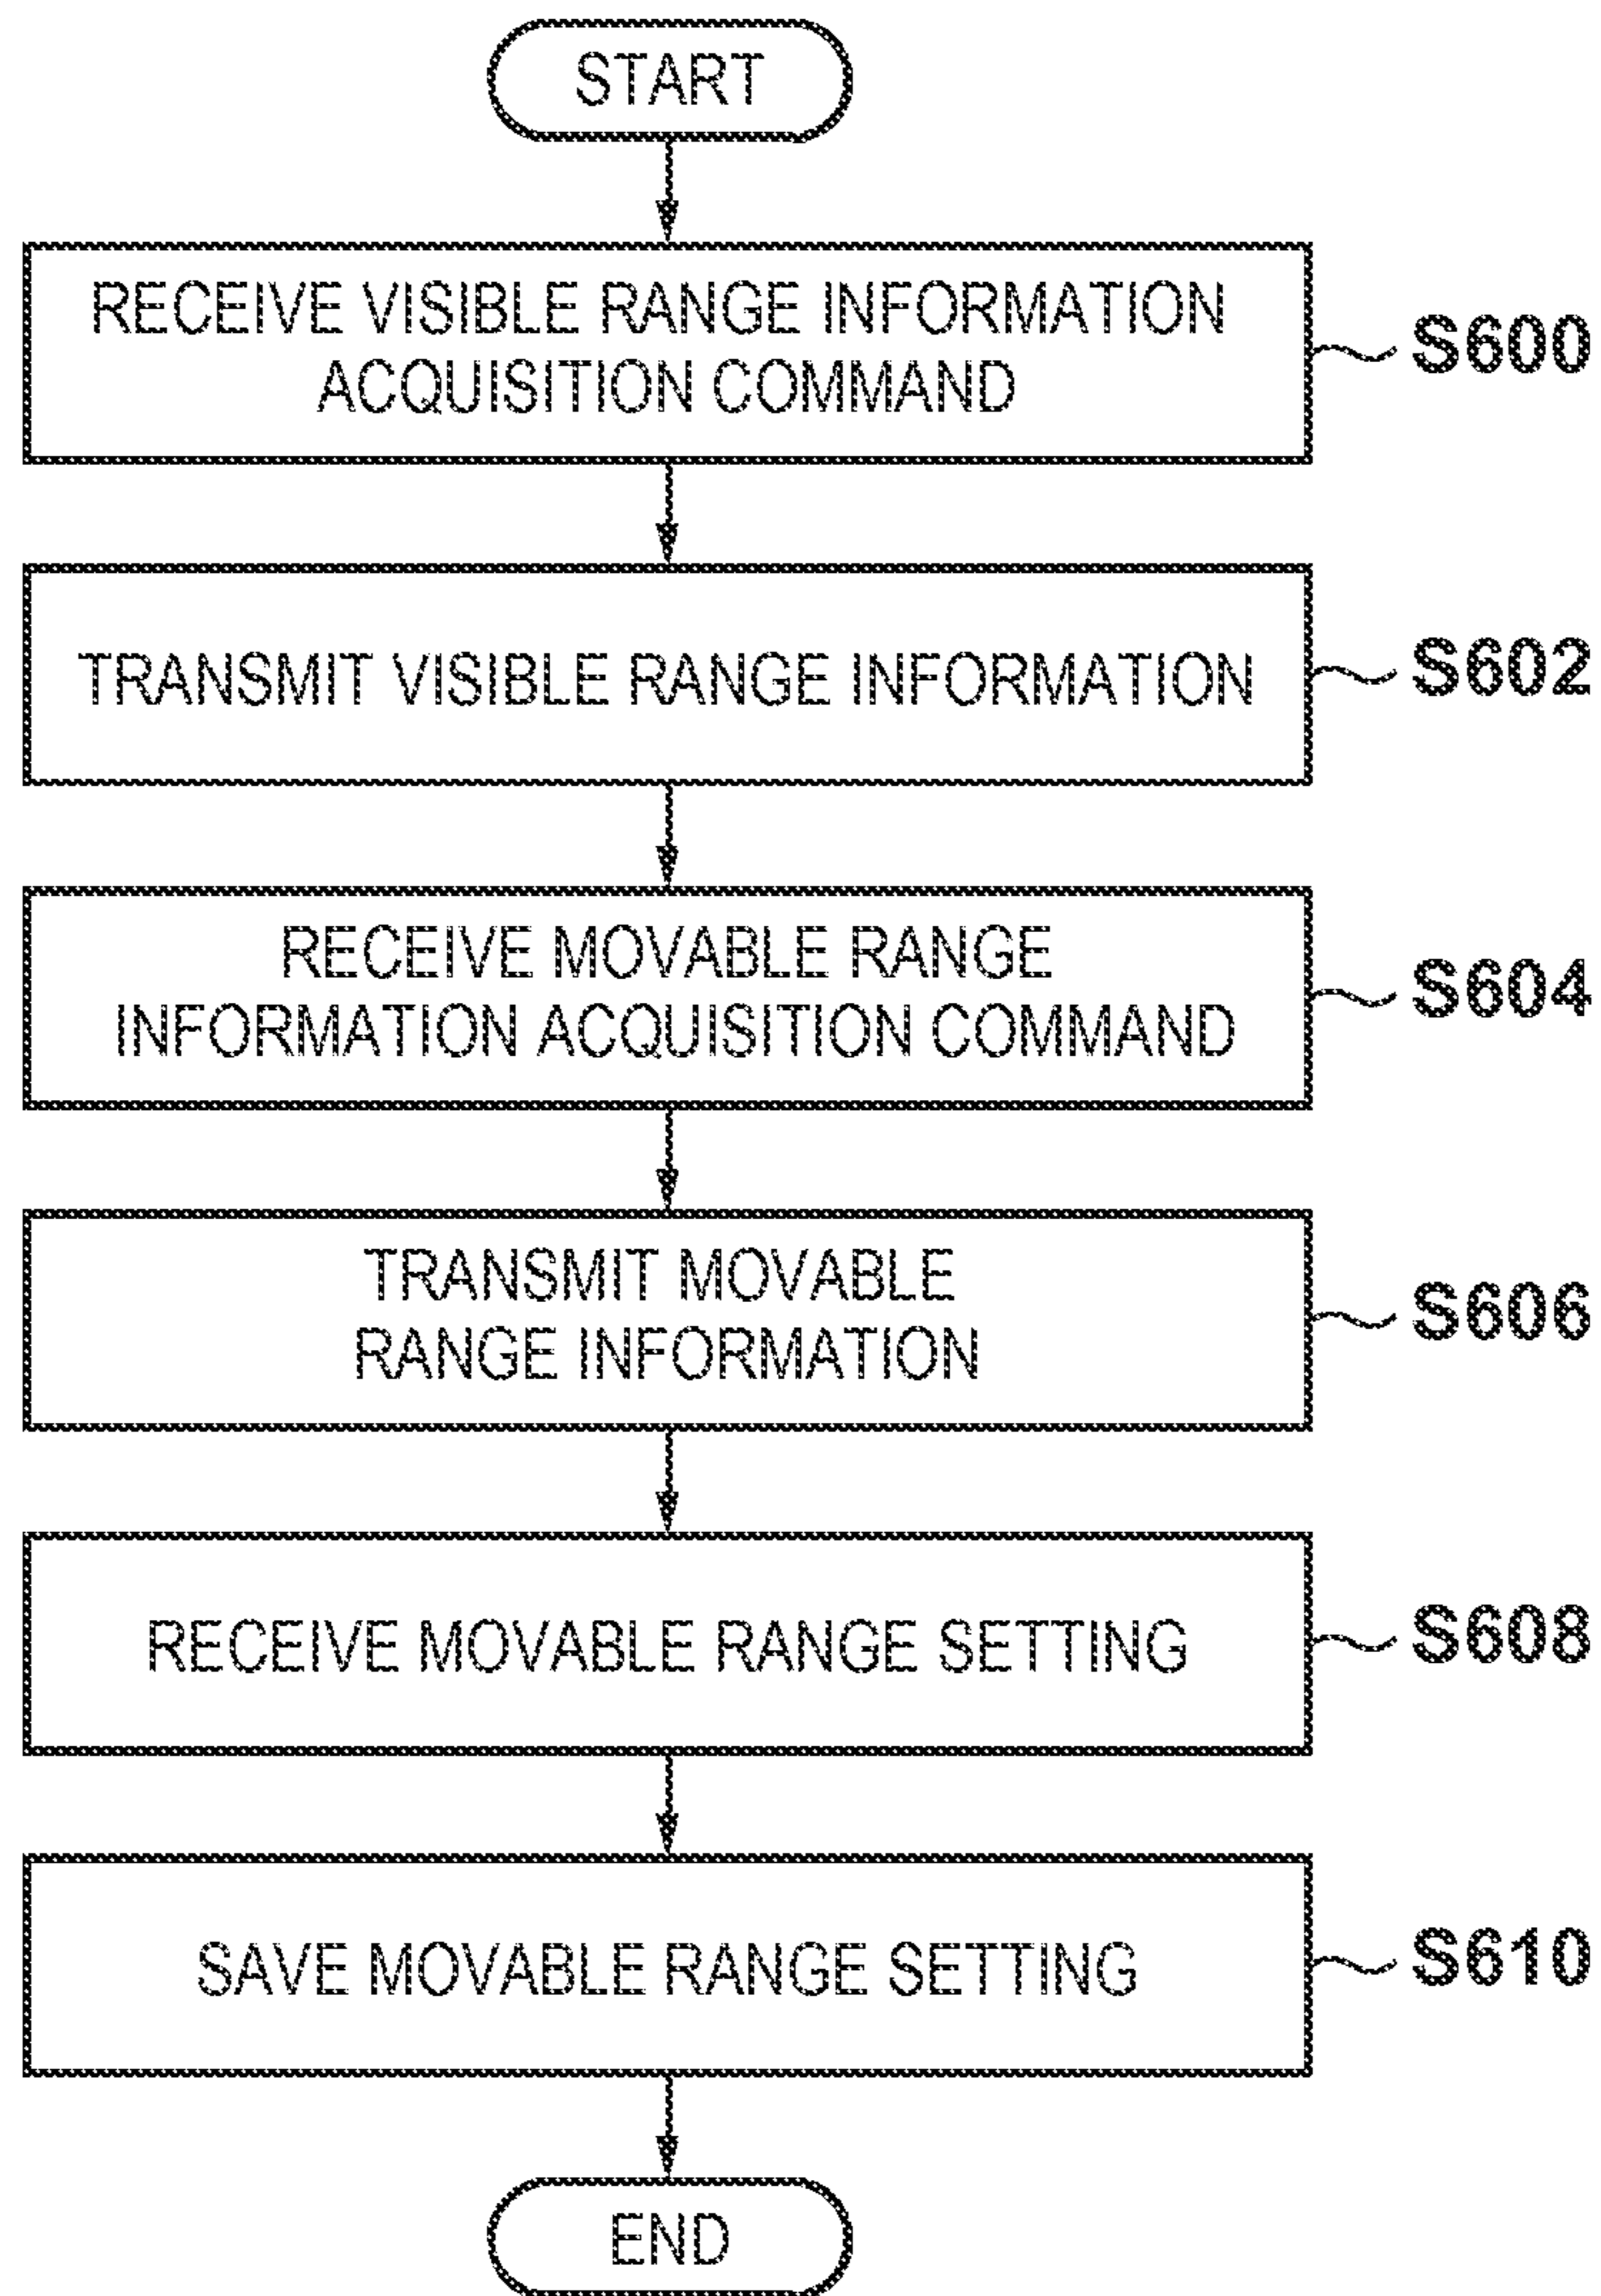 START
RECEIVE VISIBLE RANGE INFORMATION
ACQUISITION COMMAND
S600
TRANSMIT VISIBLE RANGE INFORMATION
S602
RECEIVE MOVABLE RANGE
INFORMATION ACQUISITION COMMAND
S604
TRANSMIT MOVABLE
RANGE INFORMATION
S606
RECEIVE MOVABLE RANGE SETTING
S608
SAVE MOVABLE RANGE SETTING
S610
END